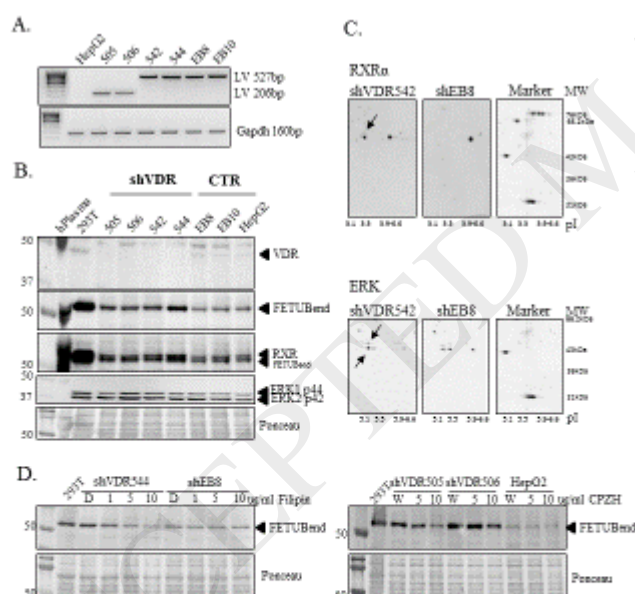 A.
HepG2
505
506
542
544
EB8
EB10
LV 527bp
LV 206bp
Gapdh 160bp
B.
shVDR
CTR
hPlasma
293T
505
506
542
544
EB8
EB10
HepG2
50
VDR
37
50
FETUBend
50
RXR
FETUBend
50
50
ERK1 p44
37
ERK2 p42
50
Ponceau
C.
RXRα
shVDR542
shEB8
Marker
MW
pI
ERK
shVDR542
shEB8
Marker
MW
pI
D.
293T
shVDR544
shEB8
D 1 5 10 D 1 5 10 ug/ml Filipin
50
FETUBend
Ponceau
293T
shVDR505 shVDR506 HepG2
W 5 10 W 5 10 W 5 10 ug/ml CPZH
50
FETUBend
Ponceau
50
CEPTED M